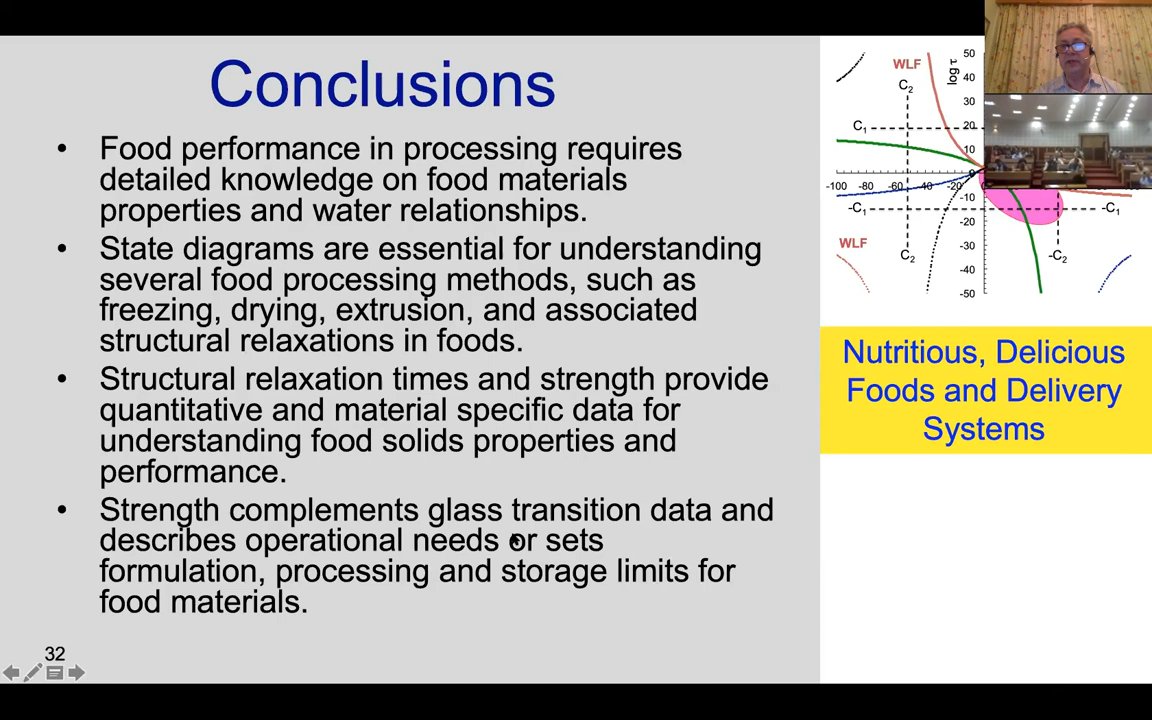 Conclusions
• Food performance in processing requires
detailed knowledge on food materials
properties and water relationships.
• State diagrams are essential for understanding
several food processing methods, such as
freezing, drying, extrusion, and associated
structural relaxations in foods.
• Structural relaxation times and strength provide
quantitative and material specific data for
understanding food solids properties and
performance.
• Strength complements glass transition data and
describes operational needs or sets
formulation, processing and storage limits for
food materials.
32
WLF
C2
C1
log τ
50
40
30
20
10
0
-100 -80 -60 -40 -20
-10
-20
-30
-40
-50
-C1
-C1
WLF
C2
-C2
Nutritious, Delicious
Foods and Delivery
Systems